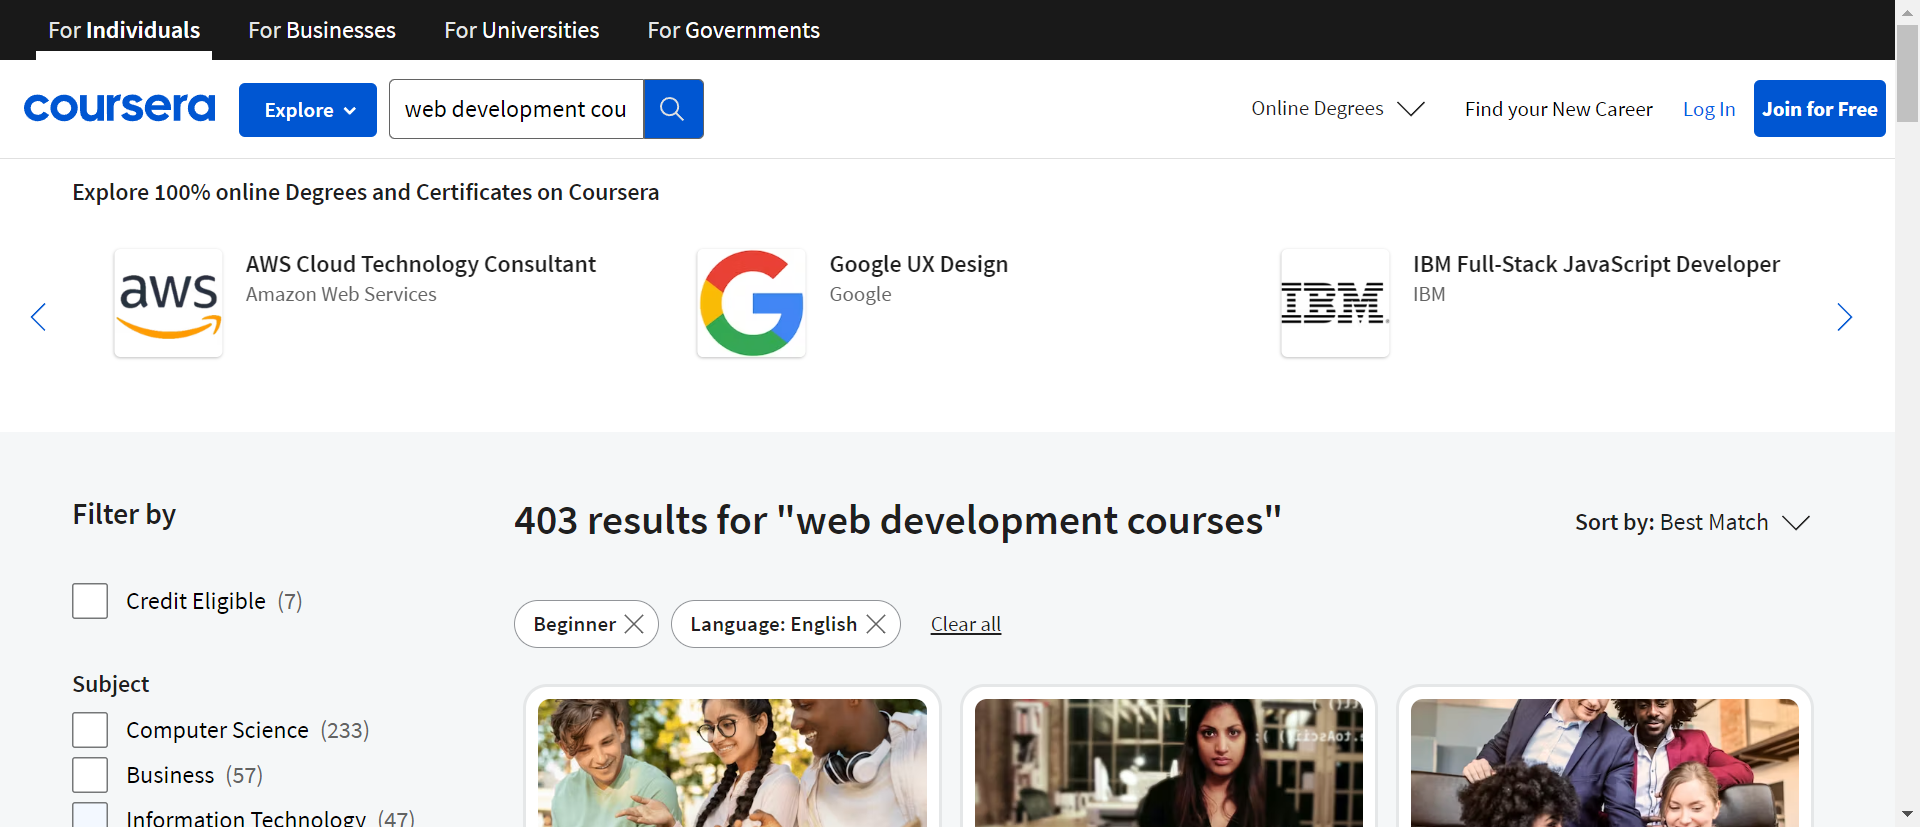 For Individuals
For Businesses
For Universities
For Governments
coursera
Explore
web development cou
Online Degrees
Find your New Career
Log In
Join for Free
Explore 100% online Degrees and Certificates on Coursera
aws
AWS Cloud Technology Consultant
Amazon Web Services
Google UX Design
Google
IBM
IBM Full-Stack JavaScript Developer
IBM
Filter by
403 results for "web development courses"
Sort by: Best Match
Credit Eligible (7)
Beginner
Language: English
Clear all
Subject
Computer Science (233)
Business (57)
Information Technology (47)